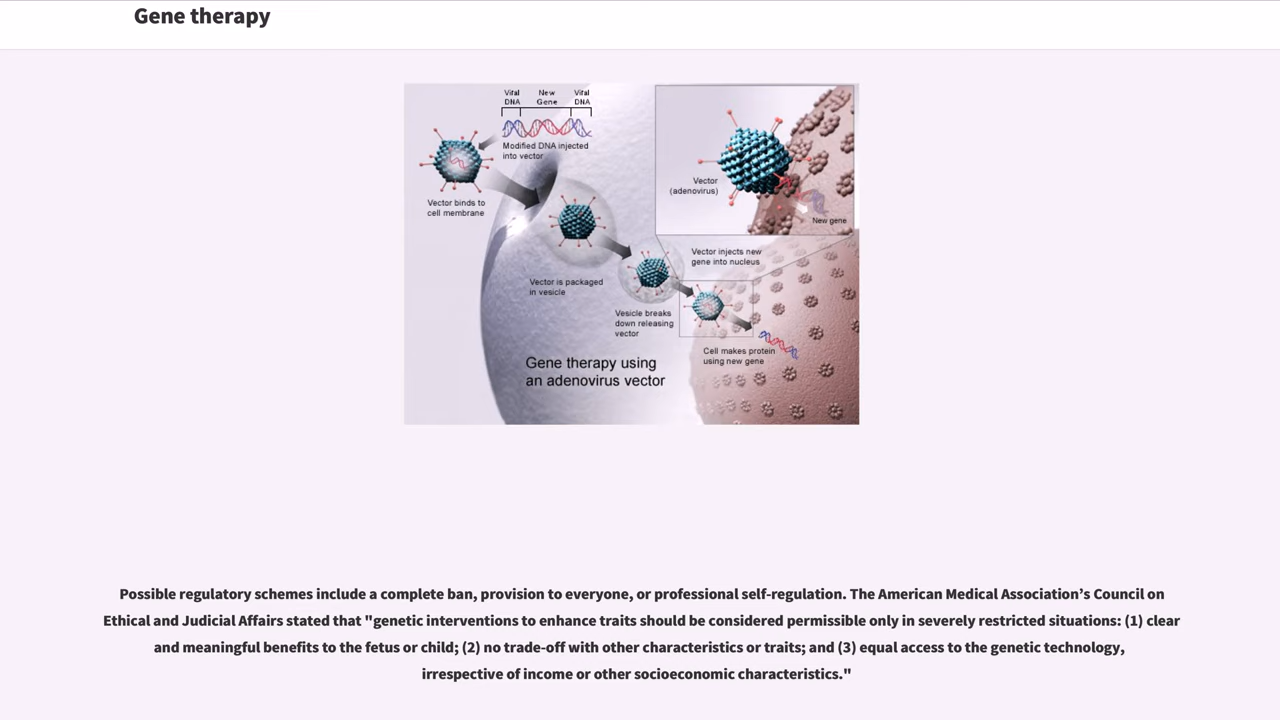 Gene therapy
Viral New Viral
DNA Gene DNA
Modified DNA injected
into vector
Vector binds to
cell membrane
Vector
(adenovirus)
New gene
Vector injects new
gene into nucleus
Vector is packaged
in vesicle
Vesicle breaks
down releasing
vector
Cell makes protein
using new gene
Gene therapy using
an adenovirus vector
Possible regulatory schemes include a complete ban, provision to everyone, or professional self-regulation. The American Medical Association’s Council on
Ethical and Judicial Affairs stated that "genetic interventions to enhance traits should be considered permissible only in severely restricted situations: (1) clear
and meaningful benefits to the fetus or child; (2) no trade-off with other characteristics or traits; and (3) equal access to the genetic technology,
irrespective of income or other socioeconomic characteristics."